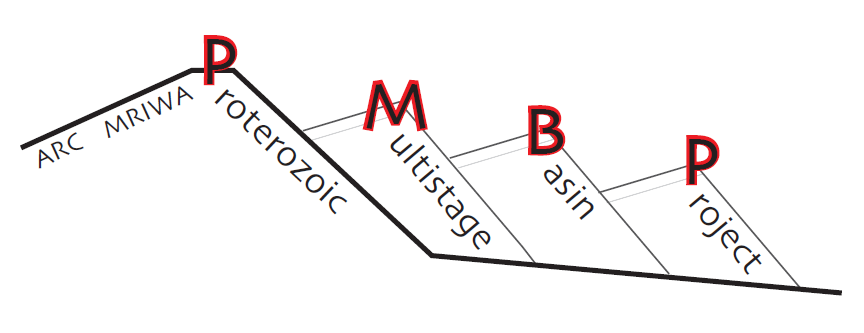 ARC MRIWA
Proterozoic
Multistage
Basin
Project